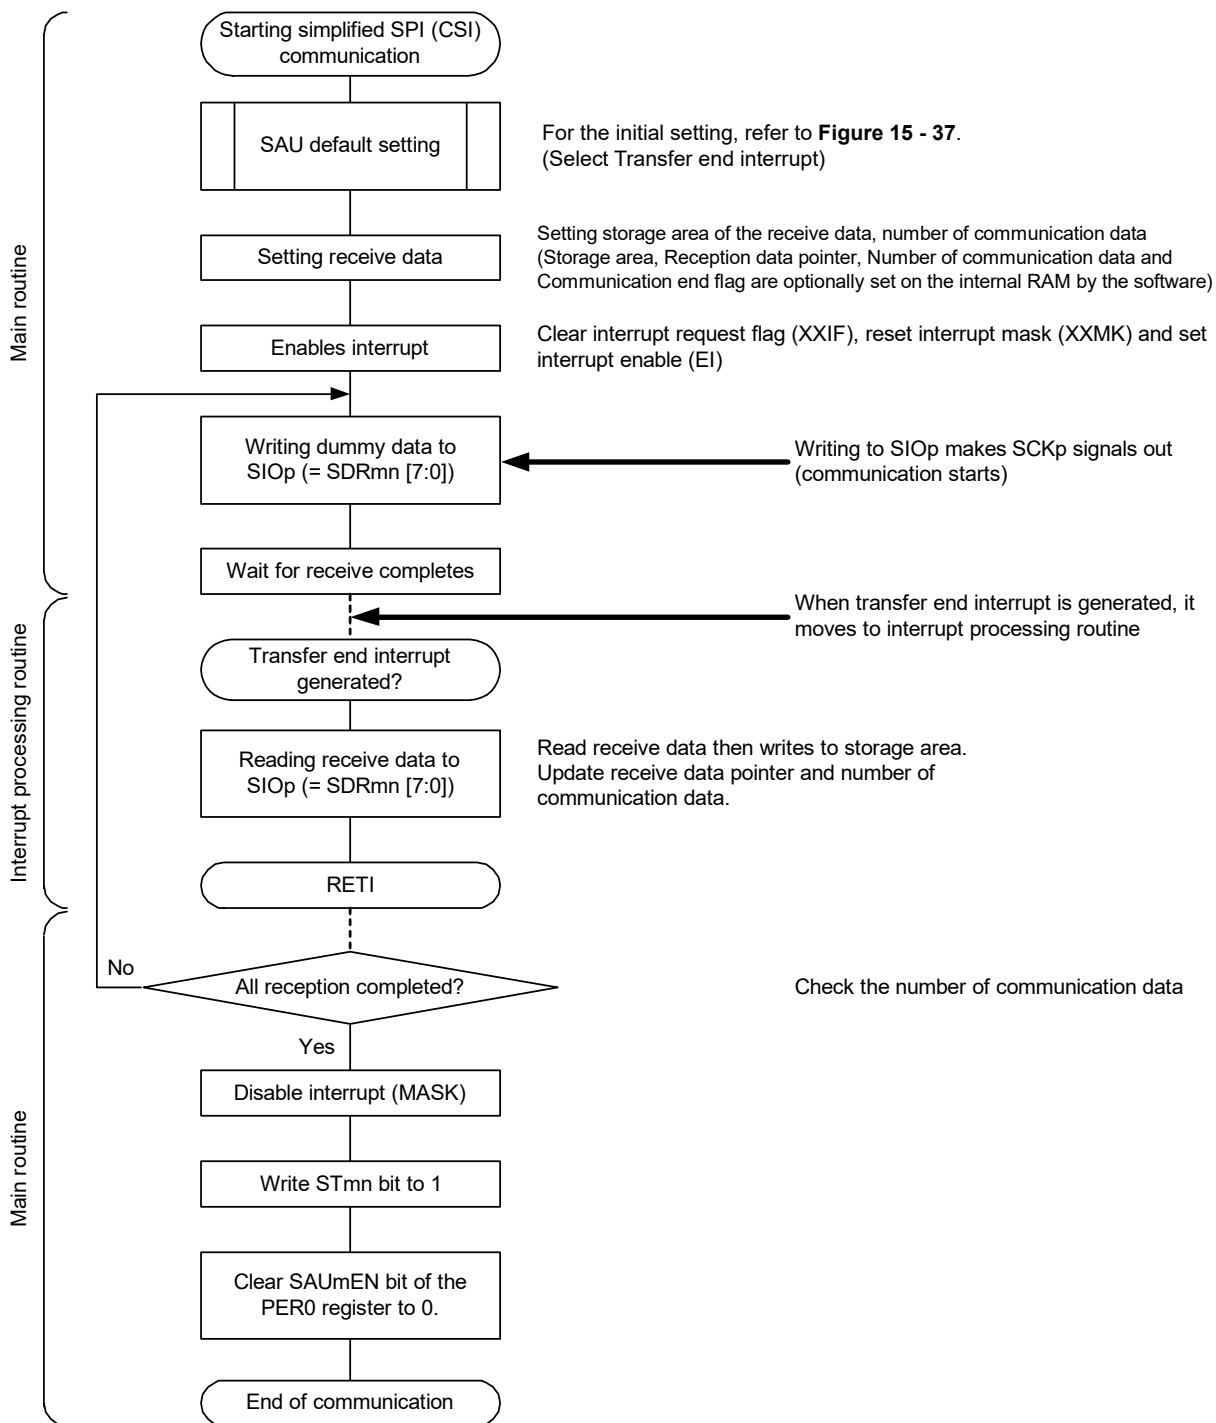 Starting simplified SPI (CSI)
communication
SAU default setting
For the initial setting, refer to Figure 15 - 37.
(Select Transfer end interrupt)
Main routine
Setting receive data
Setting storage area of the receive data, number of communication data
(Storage area, Reception data pointer, Number of communication data and
Communication end flag are optionally set on the internal RAM by the software)
Enables interrupt
Clear interrupt request flag (XXIF), reset interrupt mask (XXMK) and set
interrupt enable (EI)
Writing dummy data to
SIOp (= SDRmn [7:0])
Writing to SIOp makes SCKp signals out
(communication starts)
Wait for receive completes
When transfer end interrupt is generated, it
moves to interrupt processing routine
Interrupt processing routine
Transfer end interrupt
generated?
Reading receive data to
SIOp (= SDRmn [7:0])
Read receive data then writes to storage area.
Update receive data pointer and number of
communication data.
RETI
No
All reception completed?
Check the number of communication data
Yes
Main routine
Disable interrupt (MASK)
Write STmn bit to 1
Clear SAUmEN bit of the
PER0 register to 0.
End of communication